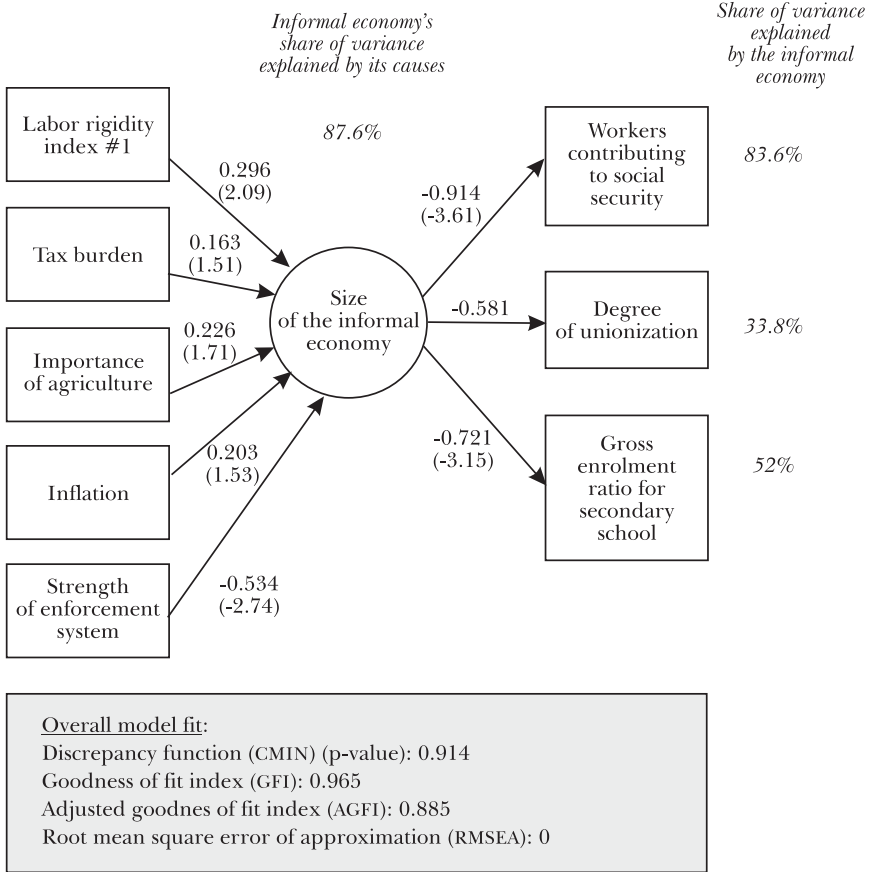 Informal economy's
share of variance
explained by its causes
Share of variance
explained
by the informal
economy
Labor rigidity
index #1
87.6%
Workers
contributing
to social
security
83.6%
0.296
(2.09)
-0.914
(-3.61)
Tax burden
0.163
(1.51)
Size
of the informal
economy
-0.581
Degree
of unionization
33.8%
Importance
of agriculture
0.226
(1.71)
Inflation
0.203
(1.53)
-0.721
(-3.15)
Gross
enrolment
ratio for
secondary
school
52%
Strength
of enforcement
system
-0.534
(-2.74)
Overall model fit:
Discrepancy function (CMIN) (p-value): 0.914
Goodness of fit index (GFI): 0.965
Adjusted goodnes of fit index (AGFI): 0.885
Root mean square error of approximation (RMSEA): 0